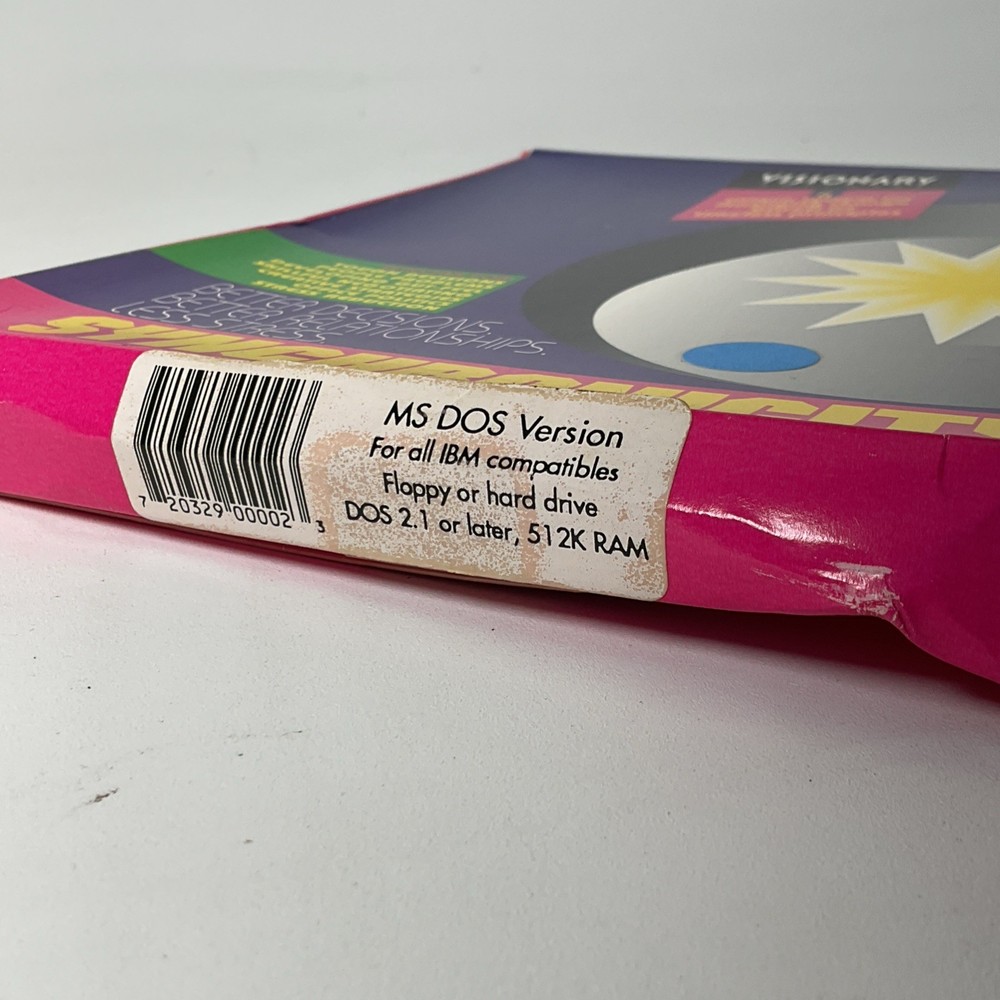 VISIONARY
BETTER DECISIONS.
BETTER RELATIONSHIPS.
LESS STRESS.
SYNCHRONICITY
MS DOS Version
For all IBM compatibles
Floppy or hard drive
DOS 2.1 or later, 512K RAM
7 20329 00002 3